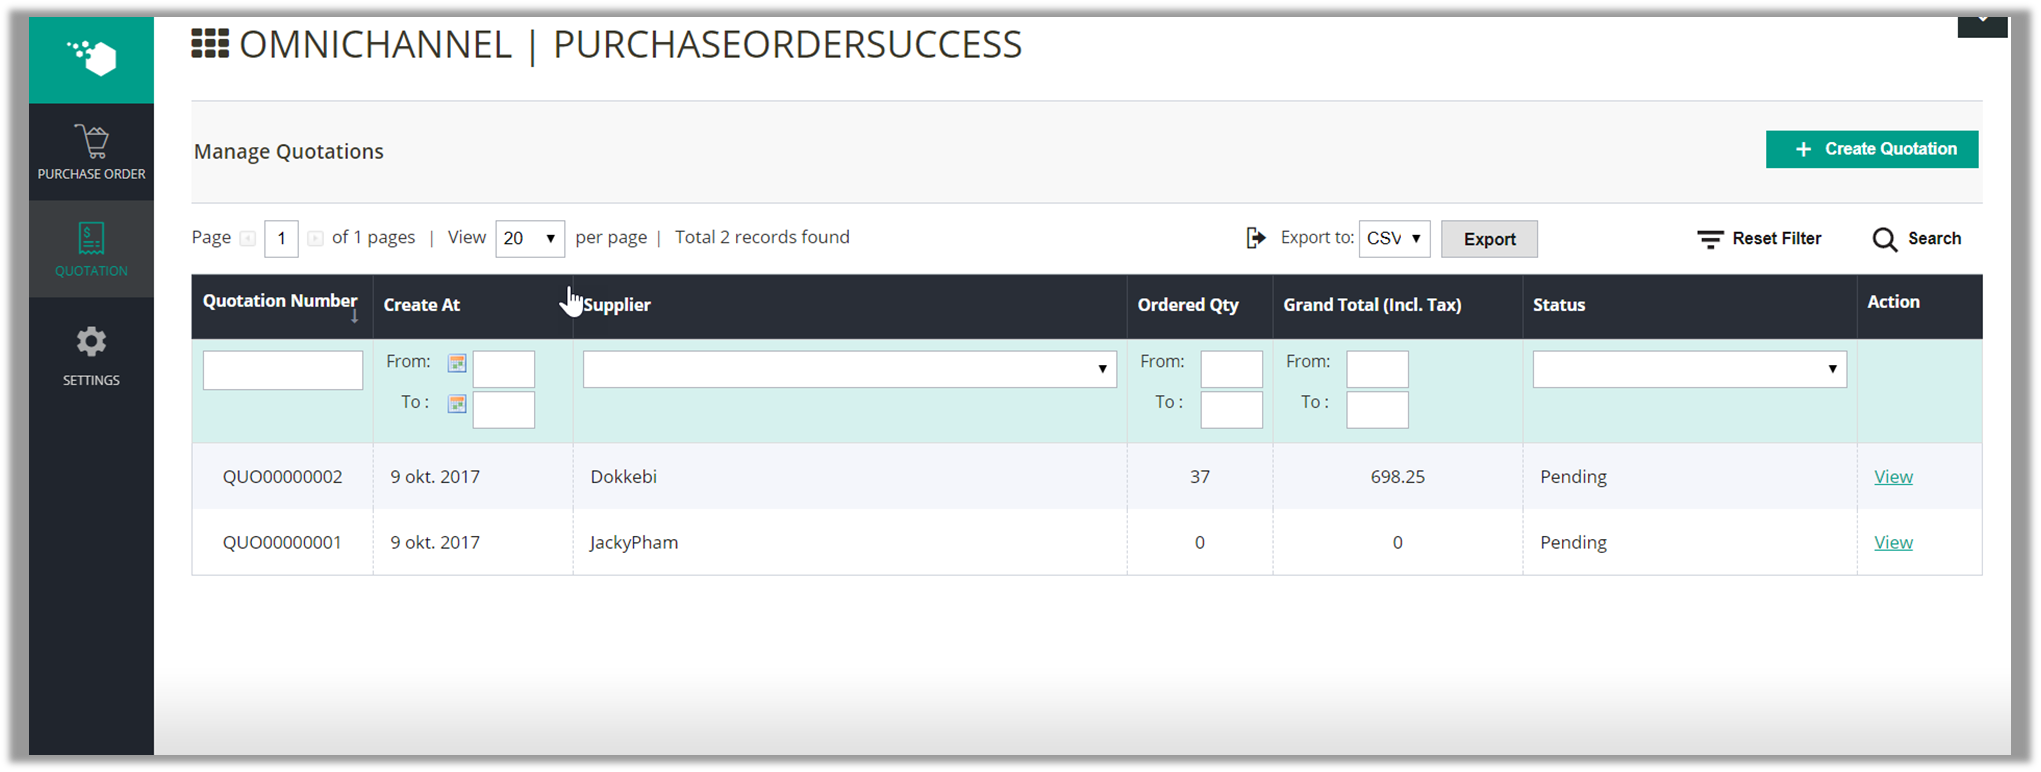 OMNICHANNEL | PURCHASEORDERSUCCESS
PURCHASE ORDER
QUOTATION
SETTINGS
Manage Quotations
+ Create Quotation
Page 1 of 1 pages | View 20 per page | Total 2 records found Export to: CSV Export Reset Filter Search
Quotation Number Create At Supplier Ordered Qty Grand Total (Incl. Tax) Status Action
From: From: From:
To : To : To :
QUO00000002 9 okt. 2017 Dokkebi 37 698.25 Pending View
QUO00000001 9 okt. 2017 JackyPham 0 0 Pending View